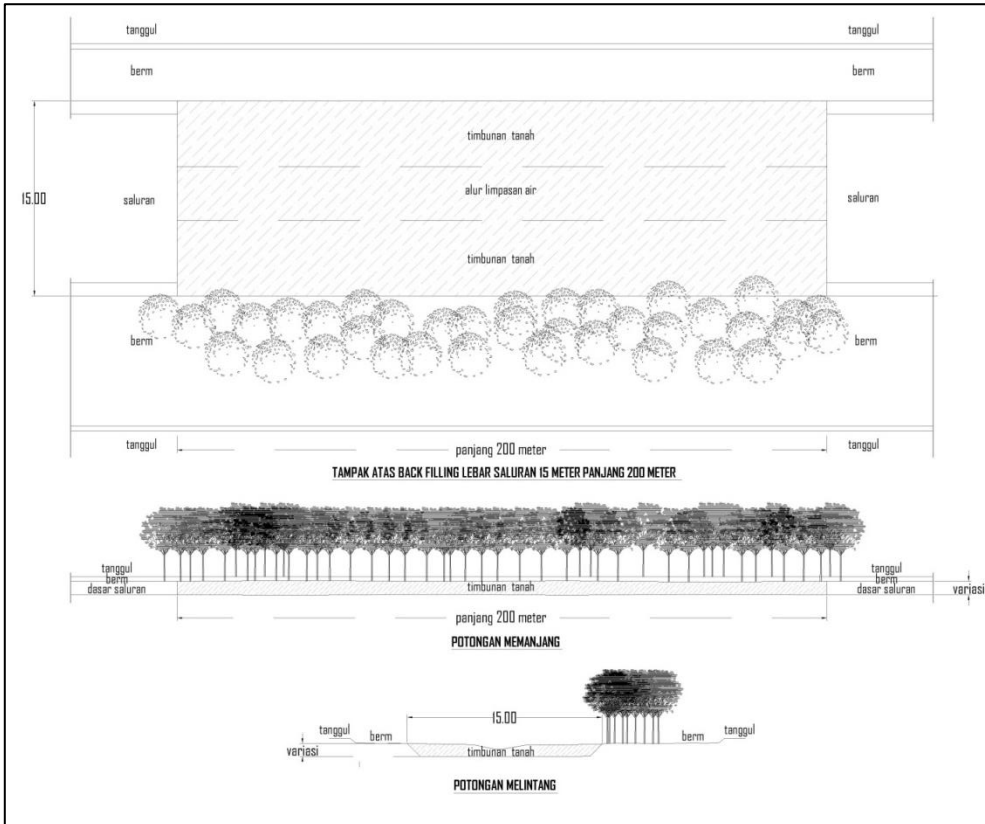 tanggul
tanggul
berm
berm
timbunan tanah
15.00
saluran
alur limpasan air
saluran
timbunan tanah
berm
berm
tanggul
panjang 200 meter
tanggul
TAMPAK ATAS BACK FILLING LEBAR SALURAN 15 METER PANJANG 200 METER
tanggul
berm
dasar saluran
timbunan tanah
tanggul
berm
dasar saluran
variasi
panjang 200 meter
POTONGAN MEMANJANG
15.00
tanggul
berm
berm
tanggul
variasi
timbunan tanah
POTONGAN MELINTANG